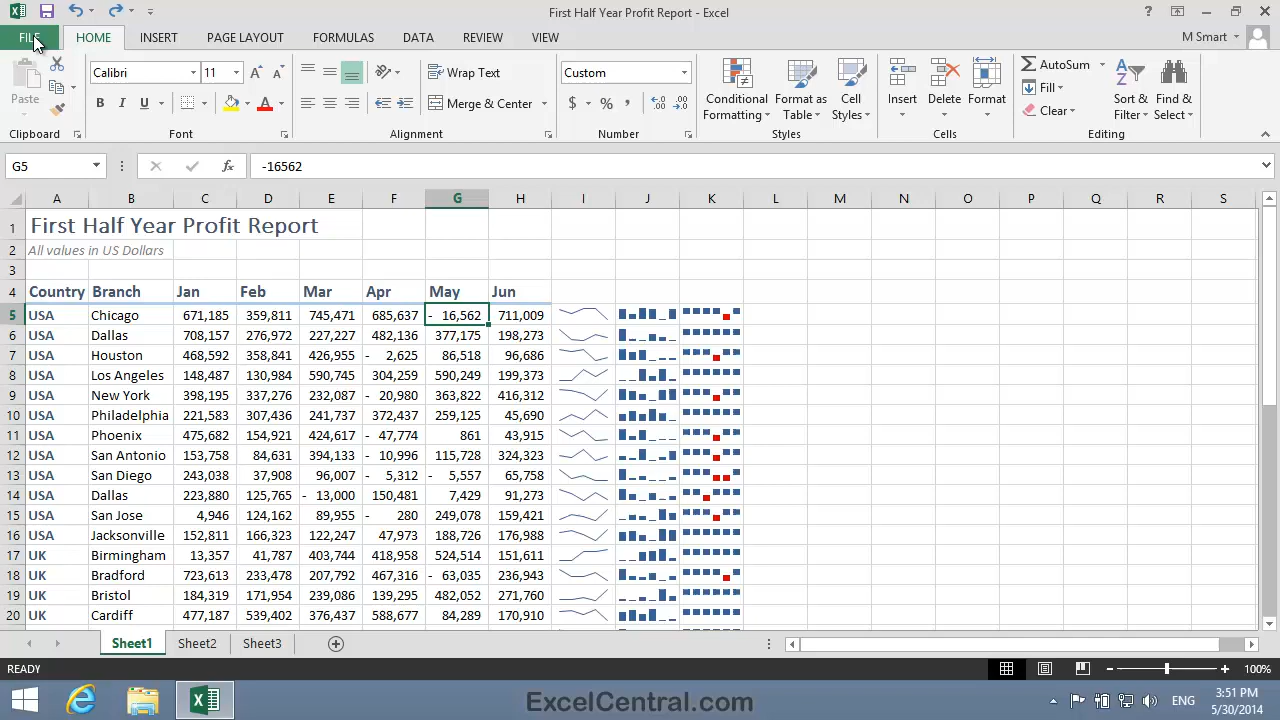 First Half Year Profit Report - Excel
FILE HOME INSERT PAGE LAYOUT FORMULAS DATA REVIEW VIEW M Smart
Paste
Clipboard
Calibri 11
B I U
Font
Wrap Text
Merge & Center
Alignment
Custom
$ % ,
Number
Conditional Formatting
Format as Table
Cell Styles
Styles
Insert Delete Format
Cells
AutoSum
Fill
Clear
Sort & Filter
Find & Select
Editing
G5 fx -16562
A B C D E F G H I J K L M N O P Q R S
1 First Half Year Profit Report
2 All values in US Dollars
3
4 Country Branch Jan Feb Mar Apr May Jun
5 USA Chicago 671,185 359,811 745,471 685,637 - 16,562 711,009
6 USA Dallas 708,157 276,972 227,227 482,136 377,175 198,273
7 USA Houston 468,592 358,841 426,955 - 2,625 86,518 96,686
8 USA Los Angeles 148,487 130,984 590,745 304,259 590,249 199,373
9 USA New York 398,195 337,276 232,087 - 20,980 363,822 416,312
10 USA Philadelphia 221,583 307,436 241,737 372,437 259,125 45,690
11 USA Phoenix 475,682 154,921 424,617 - 47,774 861 43,915
12 USA San Antonio 153,758 84,631 394,133 - 10,996 115,728 324,323
13 USA San Diego 243,038 37,908 96,007 - 5,312 - 5,557 65,758
14 USA Dallas 223,880 125,765 - 13,000 150,481 7,429 91,273
15 USA San Jose 4,946 124,162 89,955 - 280 249,078 159,421
16 USA Jacksonville 152,811 166,323 122,247 47,973 188,726 176,988
17 UK Birmingham 13,357 41,787 403,744 418,958 524,514 151,611
18 UK Bradford 723,613 233,478 207,792 467,316 - 63,035 236,943
19 UK Bristol 184,319 171,954 239,086 139,295 482,052 271,760
20 UK Cardiff 477,187 539,402 376,437 588,677 84,289 170,910
Sheet1 Sheet2 Sheet3
READY 100%
ExcelCentral.com
ENG
3:51 PM
5/30/2014